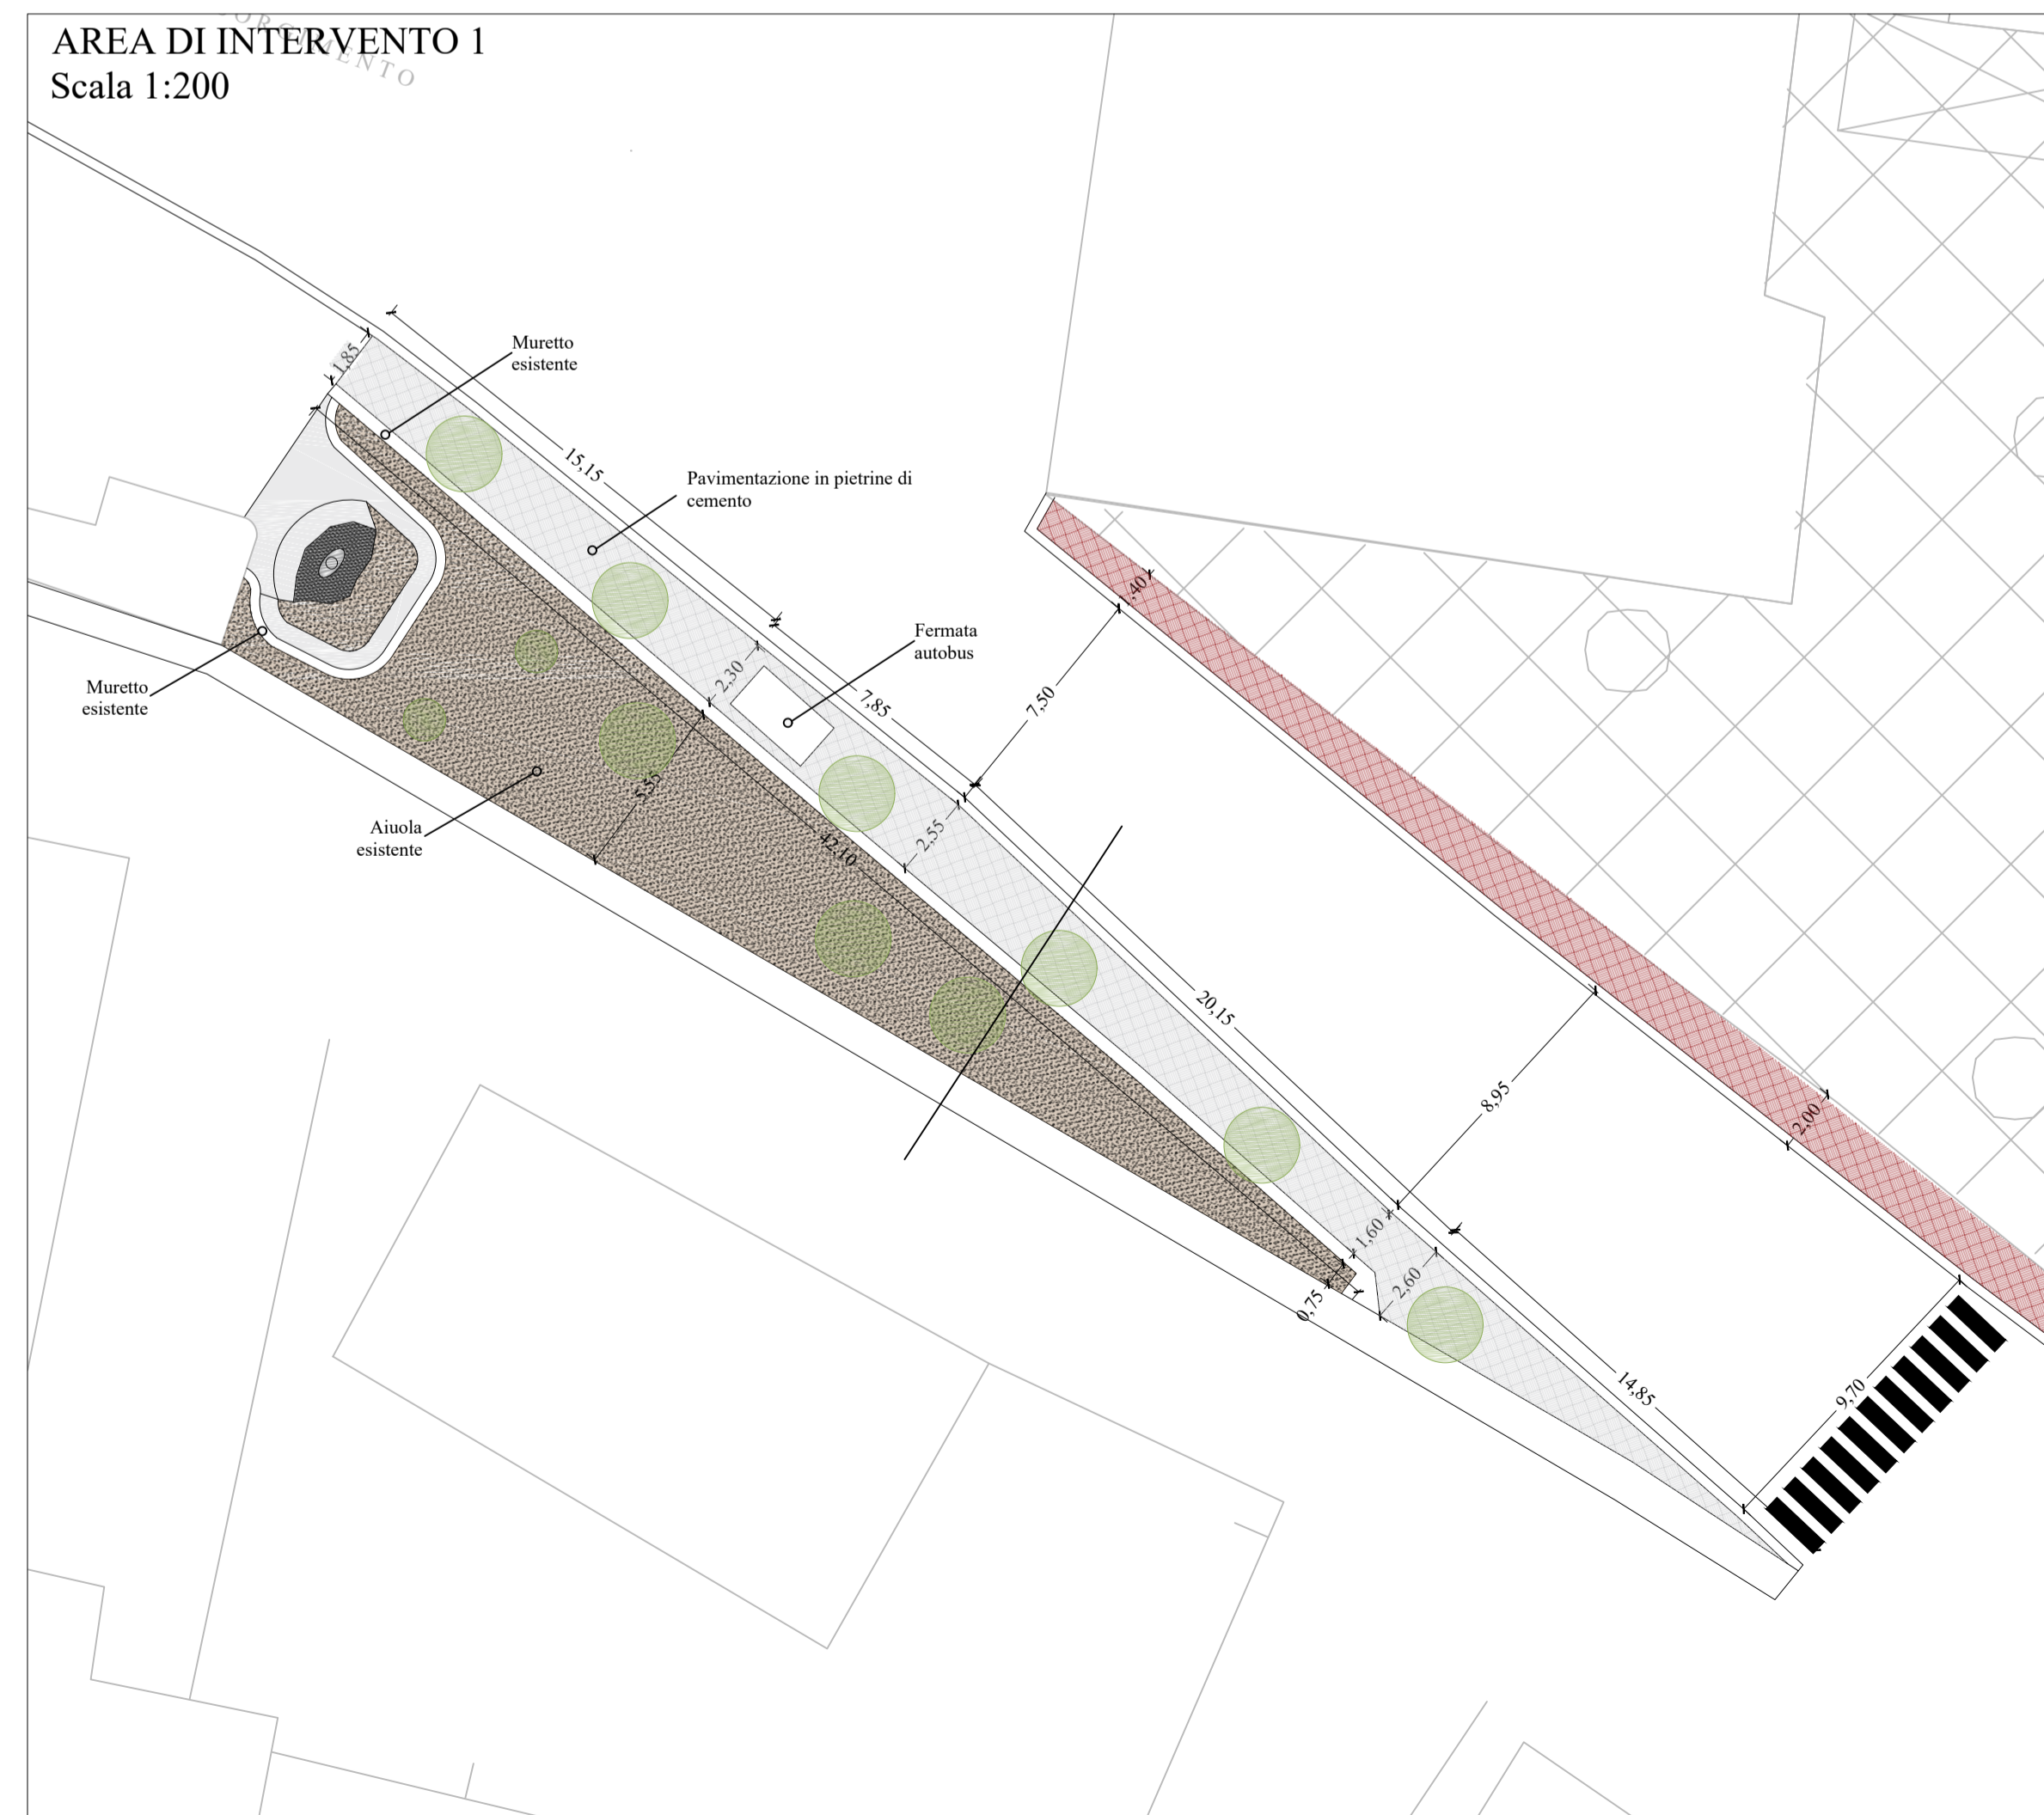 AREA DI INTERVENTO 1
Scala 1:200
1,85
Muretto
esistente
15,15
Pavimentazione in pietrine di
cemento
1,40
Fermata
autobus
2,30
7,85
7,50
Muretto
esistente
5,55
Aiuola
esistente
42,10
2,55
20,15
8,95
2,00
1,60
2,60
0,75
14,85
9,70